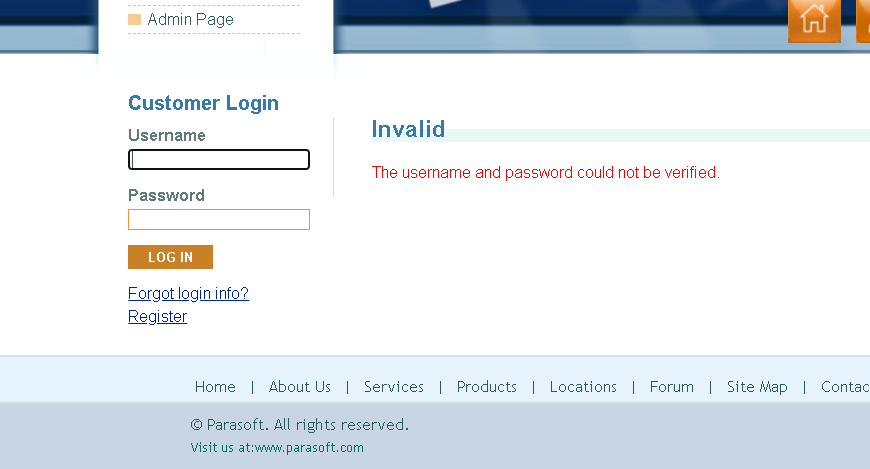 Admin Page
Customer Login
Username
Invalid
The username and password could not be verified.
Password
LOG IN
Forgot login info?
Register
Home | About Us | Services | Products | Locations | Forum | Site Map | Contac
© Parasoft. All rights reserved.
Visit us at:www.parasoft.com